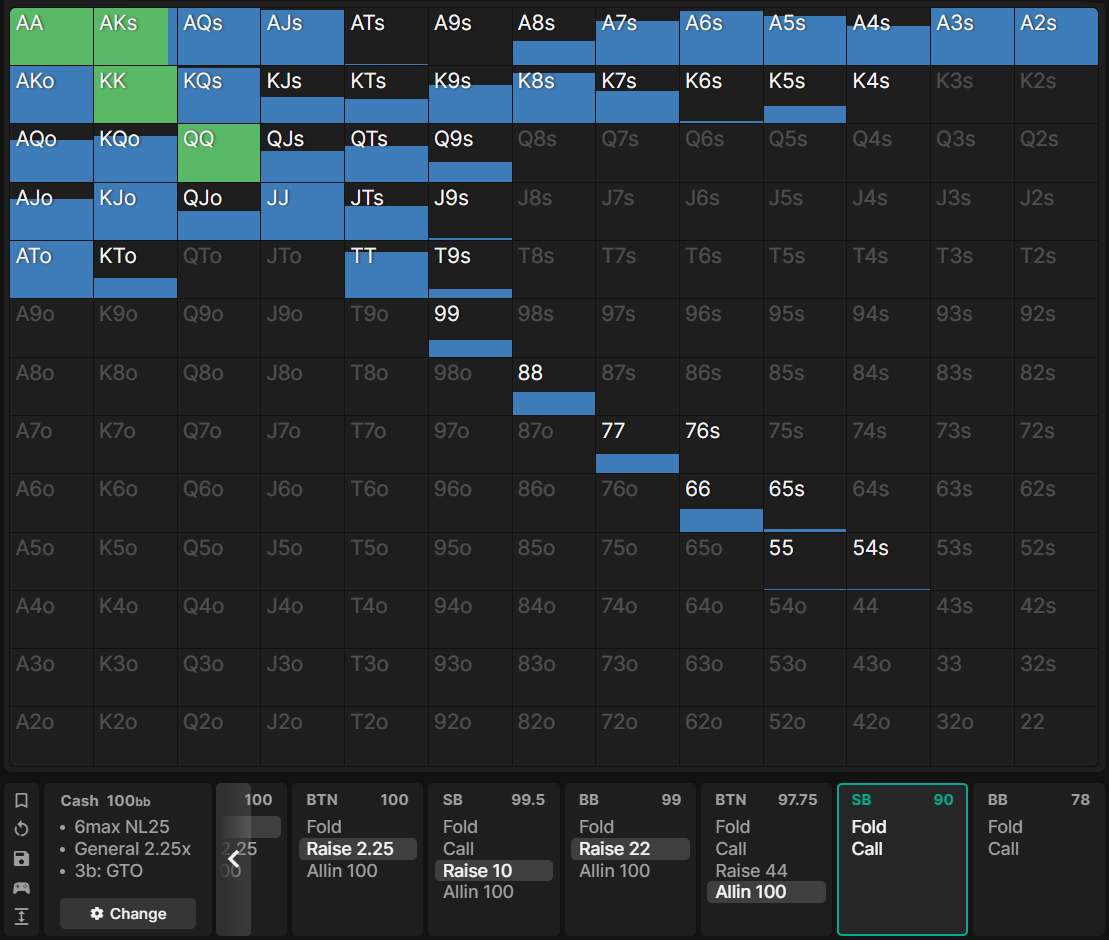 AA AKs AQs AJs ATs A9s A8s A7s A6s A5s A4s A3s A2s
AKo KK KQs KJs KTs K9s K8s K7s K6s K5s K4s K3s K2s
AQo KQo QQ QJs QTs Q9s Q8s Q7s Q6s Q5s Q4s Q3s Q2s
AJo KJo QJo JJ JTs J9s J8s J7s J6s J5s J4s J3s J2s
ATo KTo QTo JTo TT T9s T8s T7s T6s T5s T4s T3s T2s
A9o K9o Q9o J9o T9o 99 98s 97s 96s 95s 94s 93s 92s
A8o K8o Q8o J8o T8o 98o 88 87s 86s 85s 84s 83s 82s
A7o K7o Q7o J7o T7o 97o 87o 77 76s 75s 74s 73s 72s
A6o K6o Q6o J6o T6o 96o 86o 76o 66 65s 64s 63s 62s
A5o K5o Q5o J5o T5o 95o 85o 75o 65o 55 54s 53s 52s
A4o K4o Q4o J4o T4o 94o 84o 74o 64o 54o 44 43s 42s
A3o K3o Q3o J3o T3o 93o 83o 73o 63o 53o 43o 33 32s
A2o K2o Q2o J2o T2o 92o 82o 72o 62o 52o 42o 32o 22
Cash 100bb
• 6max NL25
• General 2.25x
• 3b: GTO
Change
100
2.25
00
BTN 100
Fold
Raise 2.25
Allin 100
SB 99.5
Fold
Call
Raise 10
Allin 100
BB 99
Fold
Call
Raise 22
Allin 100
BTN 97.75
Fold
Call
Raise 44
Allin 100
SB 90
Fold
Call
BB 78
Fold
Call